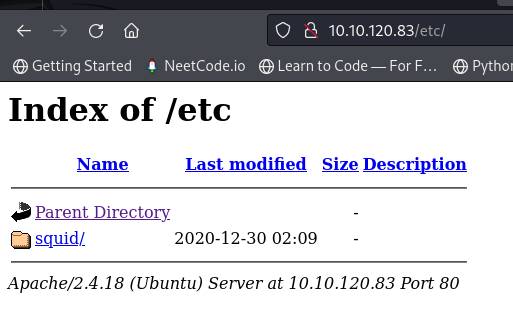 10.10.120.83/etc/
Getting Started NeetCode.io Learn to Code — For F… Pytho
Index of /etc
Name Last modified Size Description
Parent Directory -
squid/ 2020-12-30 02:09 -
Apache/2.4.18 (Ubuntu) Server at 10.10.120.83 Port 80